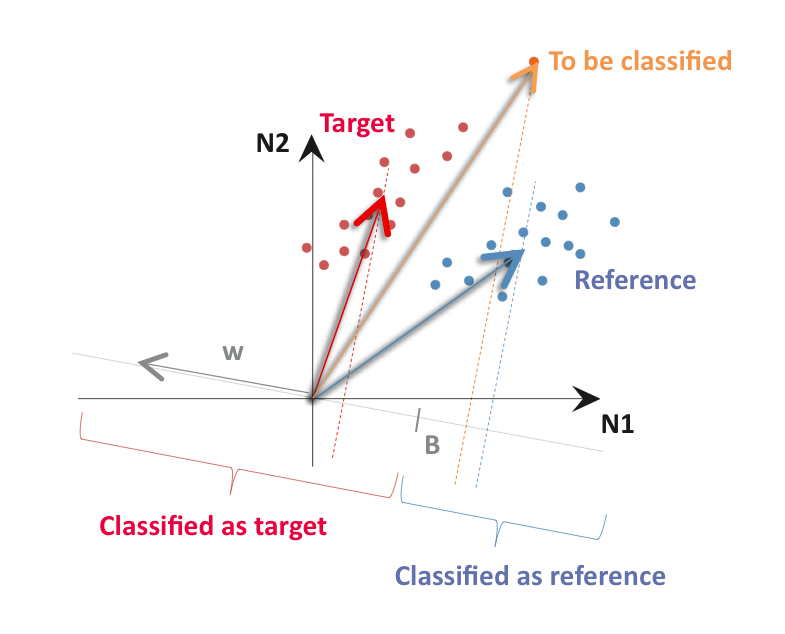 To be classified
Target
N2
Reference
w
N1
B
Classified as target
Classified as reference